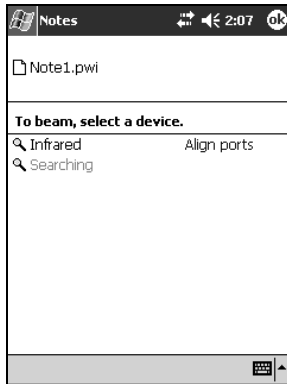 Notes 2:07 ok
Note1.pwi
To beam, select a device.
Infrared Align ports
Searching